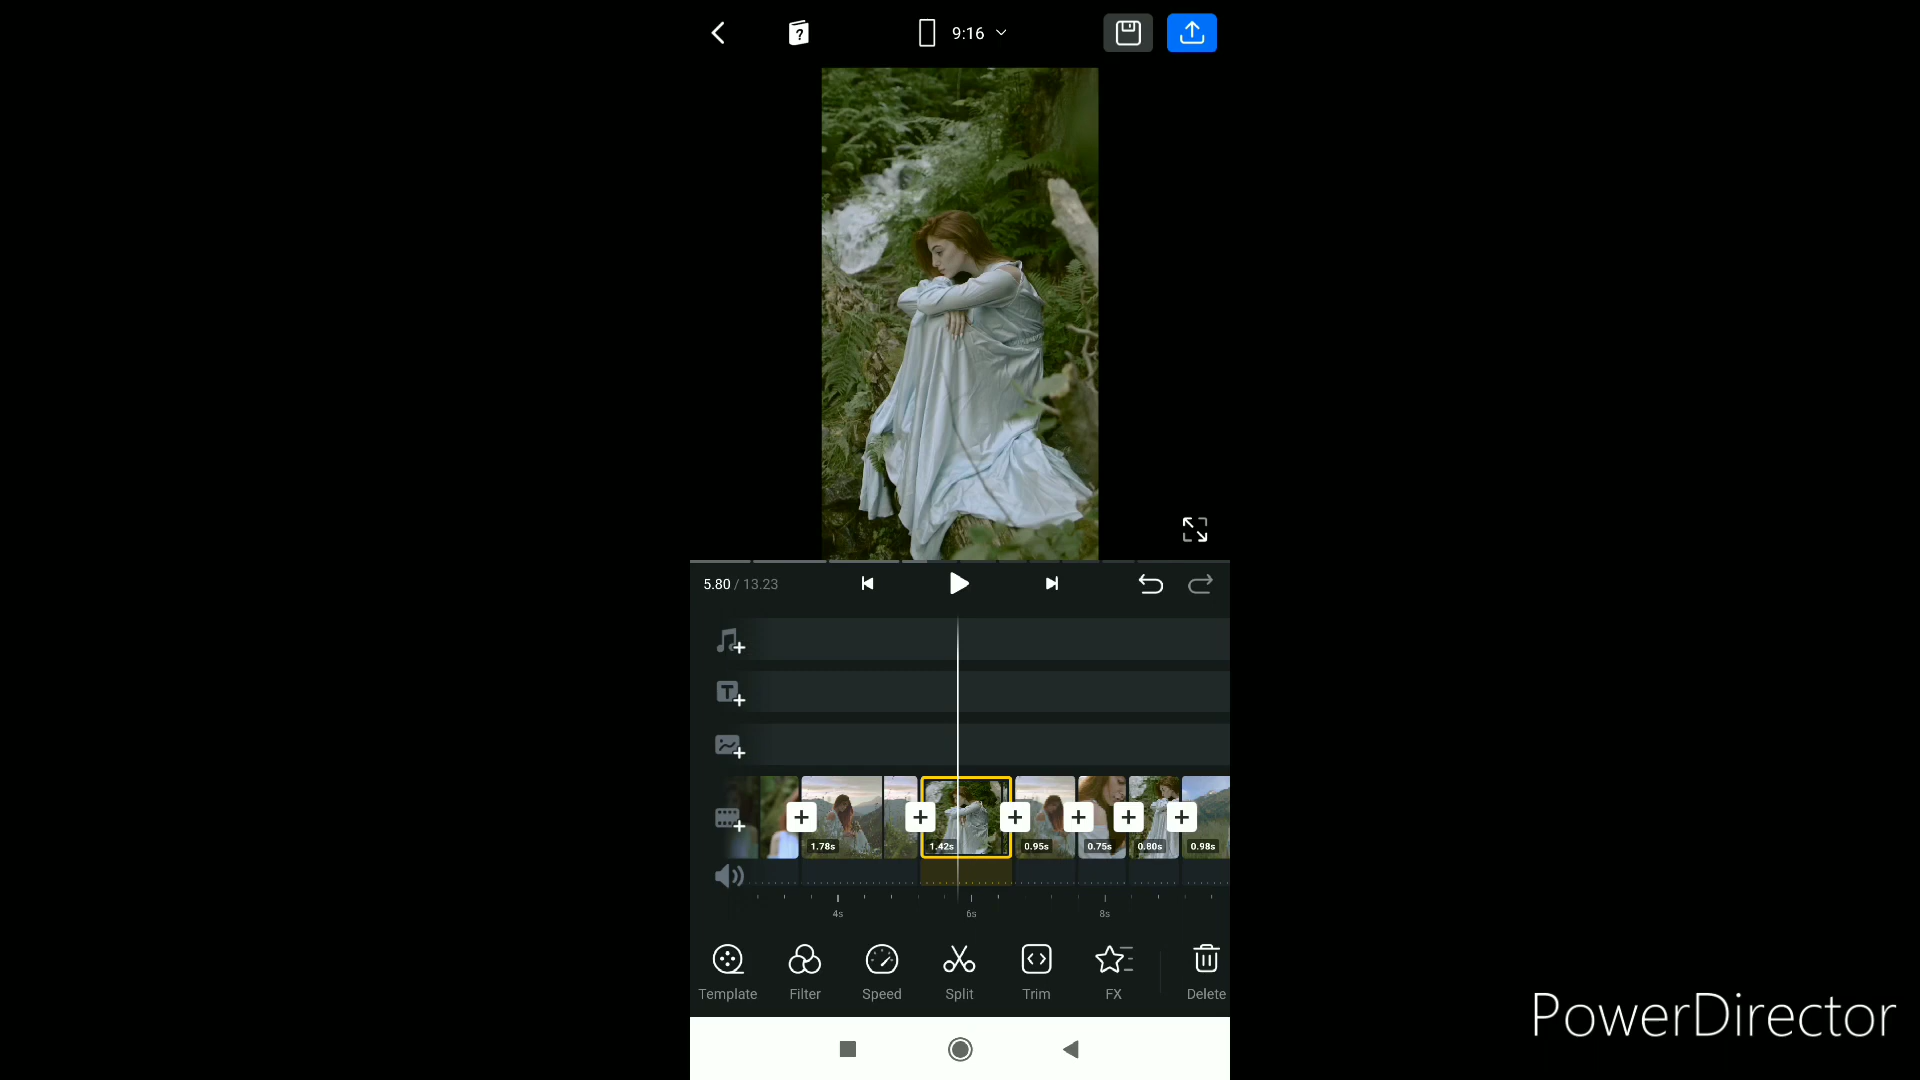 9:16
5.80 / 13.23
1.78s 1.42s 0.95s 0.75s 0.80s 0.98s
4s 6s 8s
Template Filter Speed Split Trim FX Delete
PowerDirector